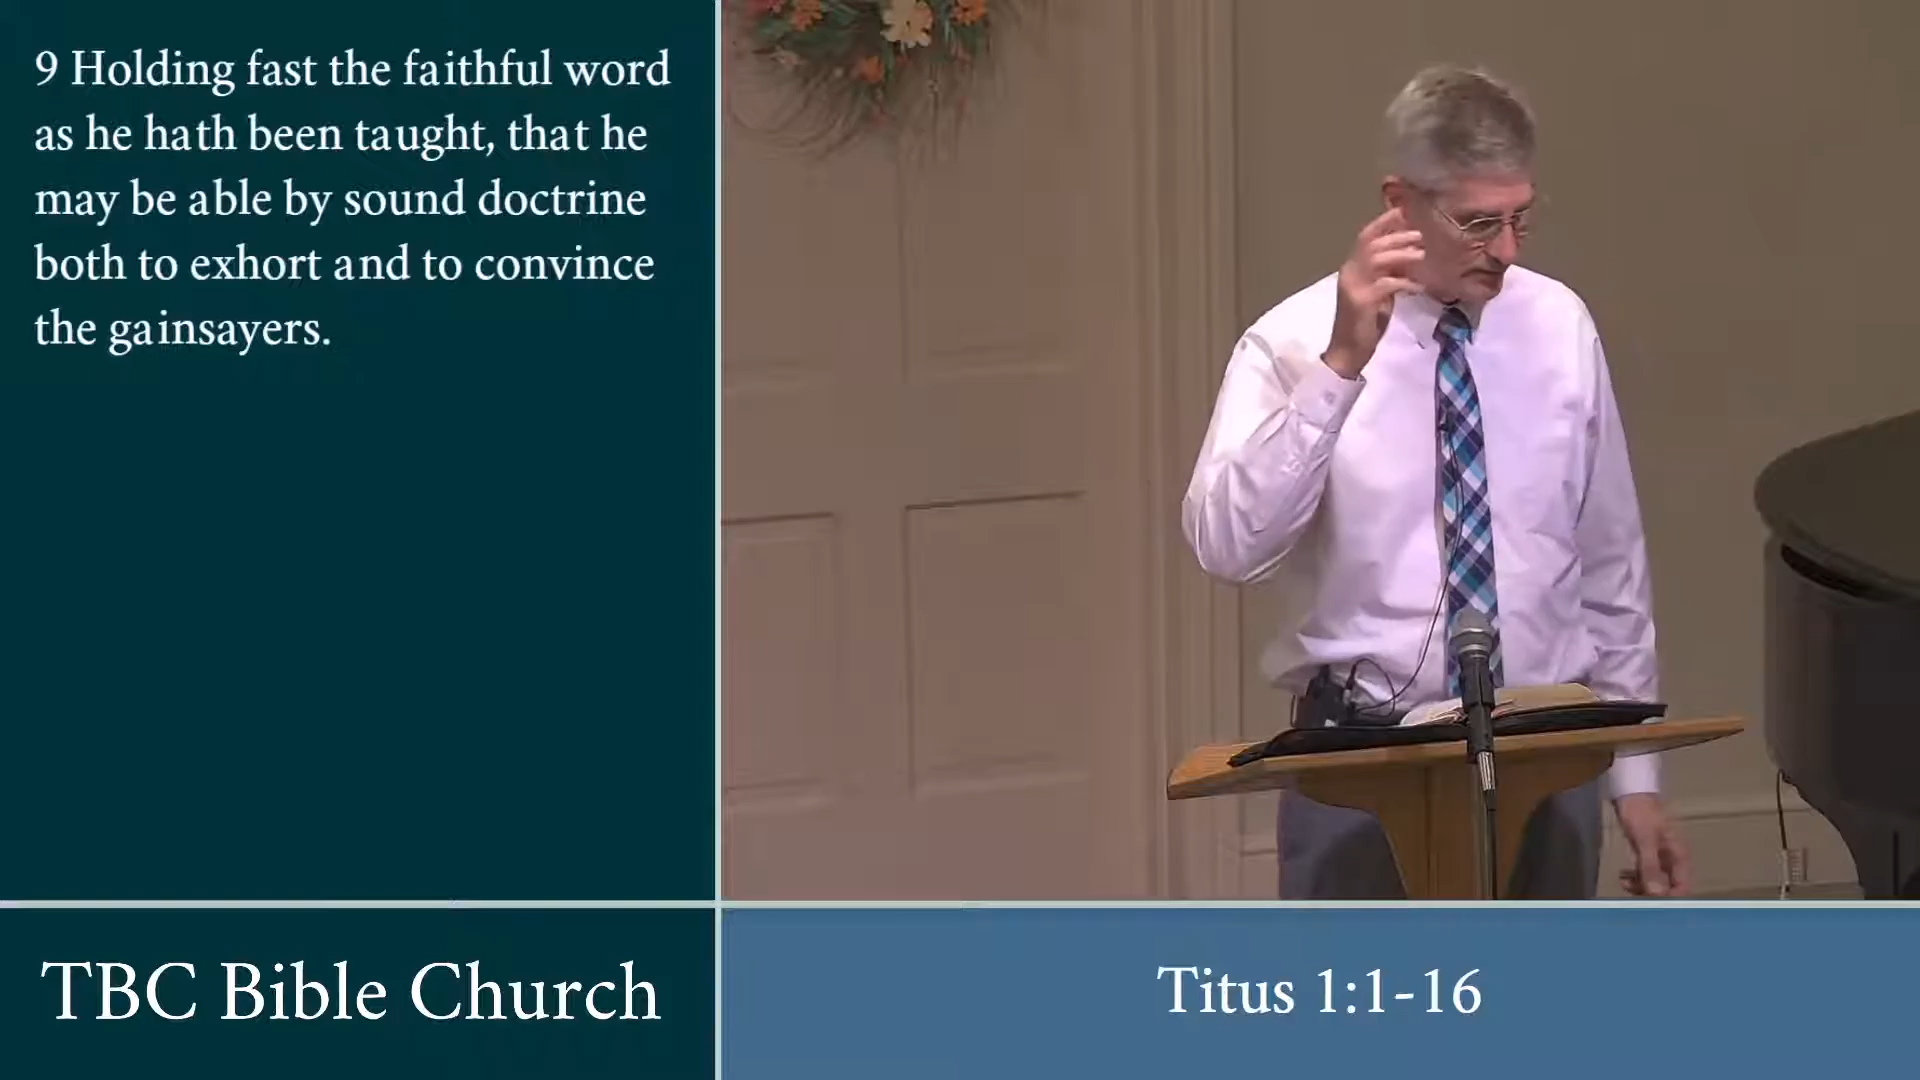 9 Holding fast the faithful word
as he hath been taught, that he
may be able by sound doctrine
both to exhort and to convince
the gainsayers.
TBC Bible Church
Titus 1:1-16